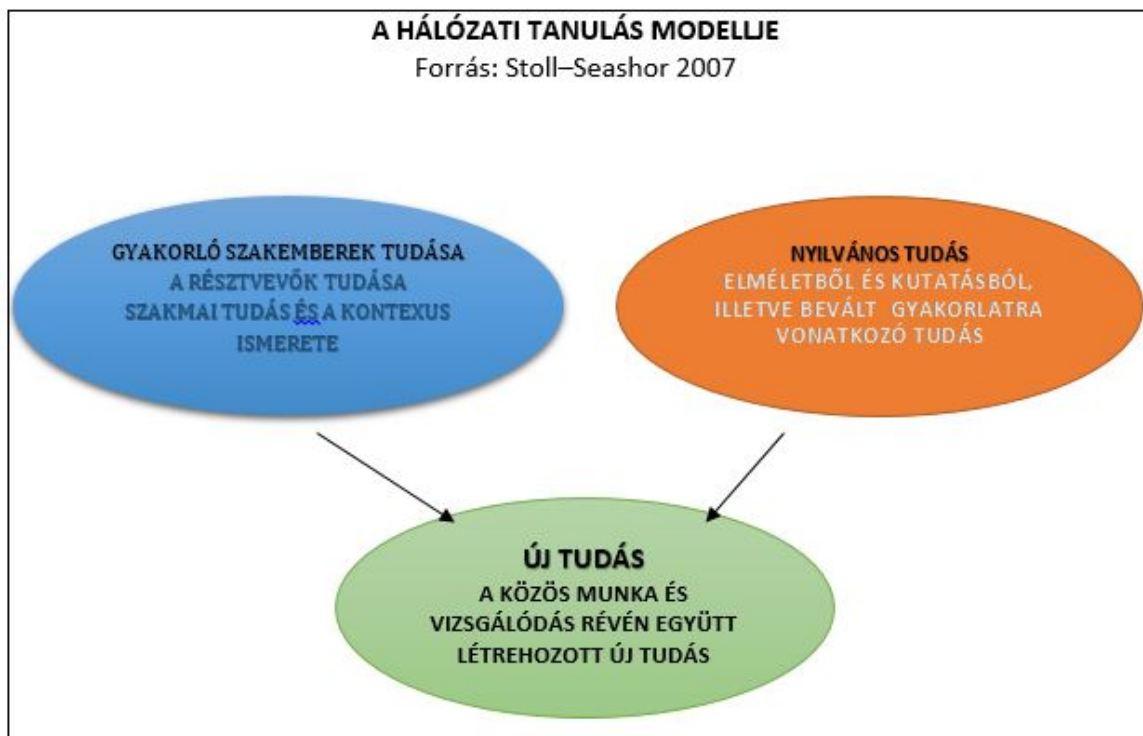 A HÁLÓZATI TANULÁS MODELLJE
Forrás: Stoll–Seashor 2007
GYAKORLÓ SZAKEMBEREK TUDÁSA
A RÉSZTVEVŐK TUDÁSA
SZAKMAI TUDÁS ÉS A KONTEXUS
ISMERETE
NYILVÁNOS TUDÁS
ELMÉLETBŐL ÉS KUTATÁSBÓL,
ILLETVE BEVÁLT GYAKORLATRA
VONATKOZÓ TUDÁS
ÚJ TUDÁS
A KÖZÖS MUNKA ÉS
VIZSGÁLÓDÁS RÉVÉN EGYÜTT
LÉTREHOZOTT ÚJ TUDÁS